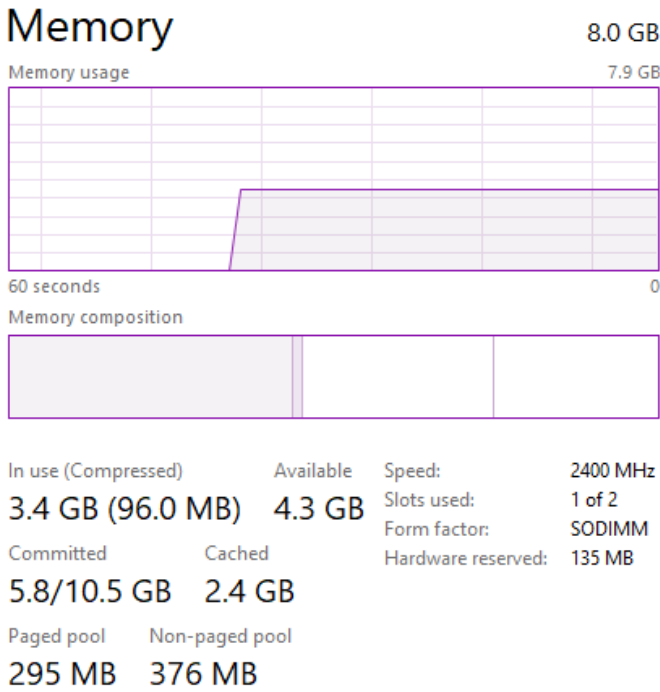 Memory 8.0 GB
Memory usage 7.9 GB
60 seconds 0
Memory composition
In use (Compressed) Available
3.4 GB (96.0 MB) 4.3 GB
Committed Cached
5.8/10.5 GB 2.4 GB
Paged pool Non-paged pool
295 MB 376 MB
Speed: 2400 MHz
Slots used: 1 of 2
Form factor: SODIMM
Hardware reserved: 135 MB